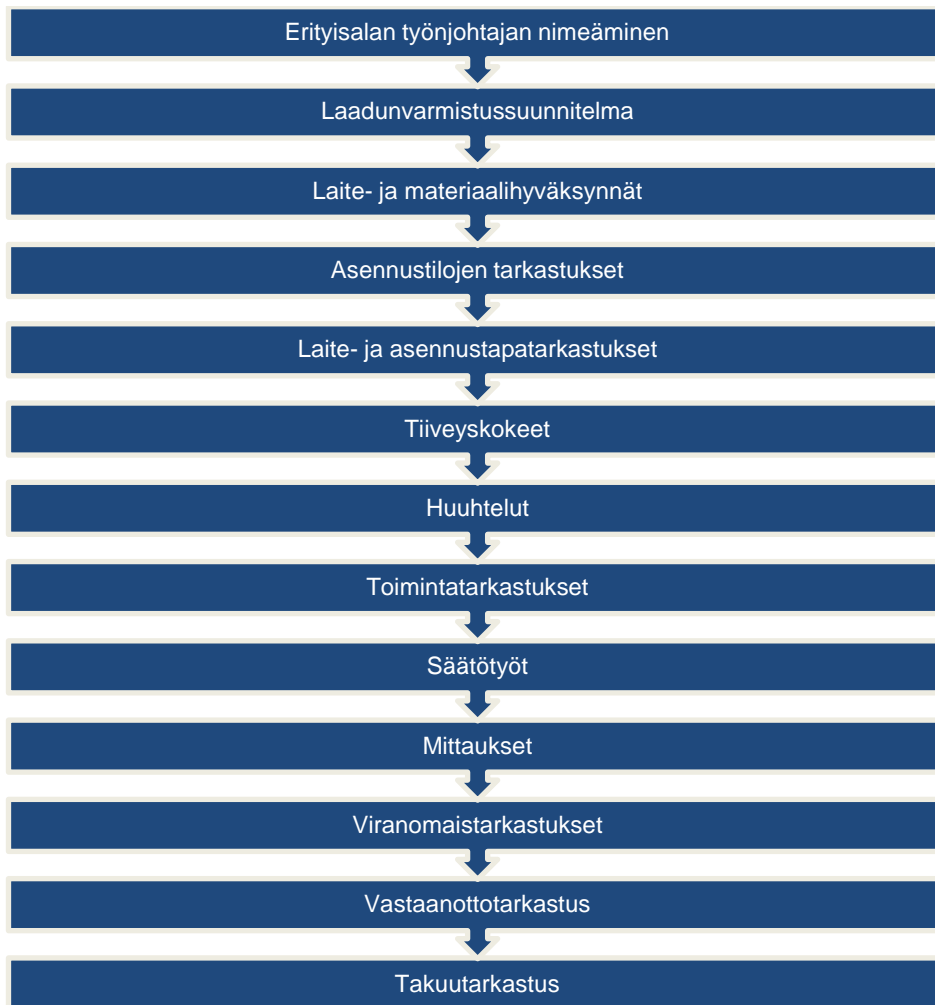 Erityisalan työnjohtajan nimeäminen
Laadunvarmistussuunnitelma
Laite- ja materiaalihyväksynnät
Asennustilojen tarkastukset
Laite- ja asennustapatarkastukset
Tiiveyskokeet
Huuhtelut
Toimintatarkastukset
Säätötyöt
Mittaukset
Viranomaistarkastukset
Vastaanottotarkastus
Takuutarkastus